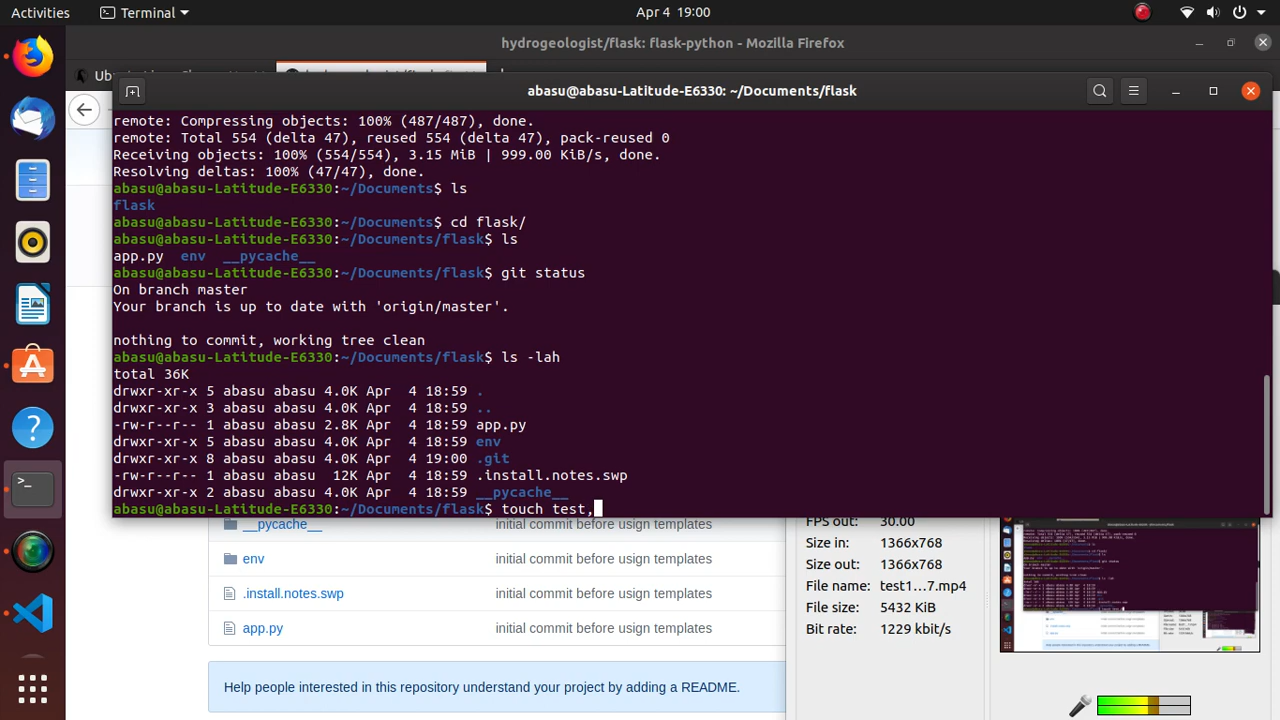 Activities
Terminal
Apr 4 19:00
hydrogeologist/flask: flask-python - Mozilla Firefox
abasu@abasu-Latitude-E6330: ~/Documents/flask
remote: Compressing objects: 100% (487/487), done.
remote: Total 554 (delta 47), reused 554 (delta 47), pack-reused 0
Receiving objects: 100% (554/554), 3.15 MiB | 999.00 KiB/s, done.
Resolving deltas: 100% (47/47), done.
abasu@abasu-Latitude-E6330:~/Documents$ ls
flask
abasu@abasu-Latitude-E6330:~/Documents$ cd flask/
abasu@abasu-Latitude-E6330:~/Documents/flask$ ls
app.py  env  __pycache__
abasu@abasu-Latitude-E6330:~/Documents/flask$ git status
On branch master
Your branch is up to date with 'origin/master'.
nothing to commit, working tree clean
abasu@abasu-Latitude-E6330:~/Documents/flask$ ls -lah
total 36K
drwxr-xr-x 5 abasu abasu 4.0K Apr  4 18:59 .
drwxr-xr-x 3 abasu abasu 4.0K Apr  4 18:59 ..
-rw-r--r-- 1 abasu abasu 2.8K Apr  4 18:59 app.py
drwxr-xr-x 5 abasu abasu 4.0K Apr  4 18:59 env
drwxr-xr-x 8 abasu abasu 4.0K Apr  4 19:00 .git
-rw-r--r-- 1 abasu abasu  12K Apr  4 18:59 .install.notes.swp
drwxr-xr-x 2 abasu abasu 4.0K Apr  4 18:59 __pycache__
abasu@abasu-Latitude-E6330:~/Documents/flask$ touch test,
__pycache__ initial commit before usign templates
env initial commit before usign templates
.install.notes.swp initial commit before usign templates
app.py initial commit before usign templates
Help people interested in this repository understand your project by adding a README.
FPS out: 30.00
1366x768
Size out: 1366x768
File name: test1…7.mp4
5432 KiB
Bit rate: 1239 kbit/s